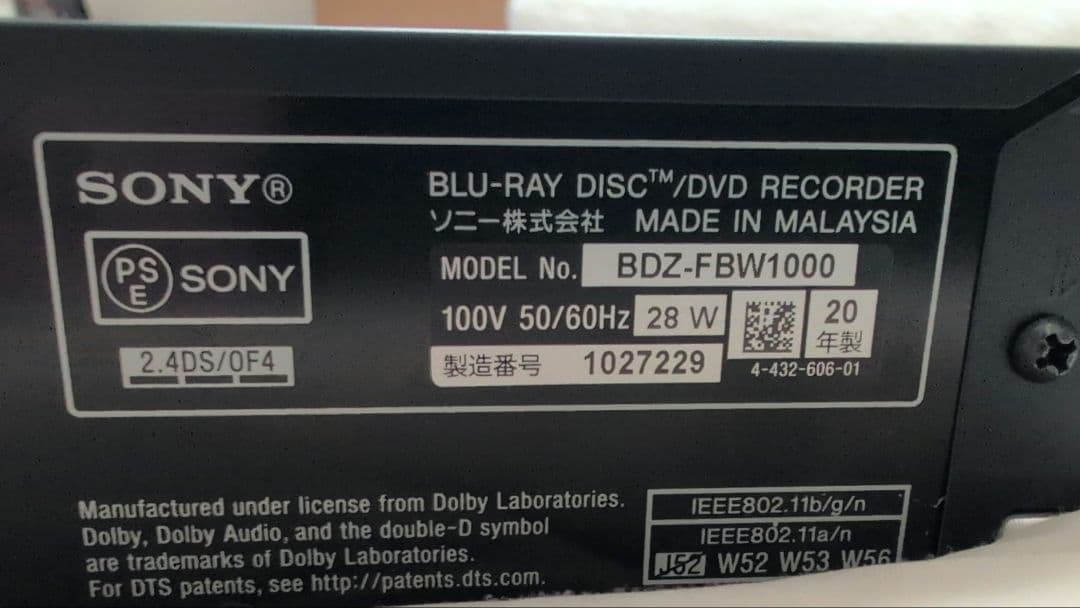 SONY®
BLU-RAY DISC™/DVD RECORDER
ソニー株式会社 MADE IN MALAYSIA
PSE SONY
MODEL No. BDZ-FBW1000
100V 50/60Hz 28 W
20年製
2.4DS/OF4
製造番号 1027229
4-432-606-01
Manufactured under license from Dolby Laboratories.
Dolby, Dolby Audio, and the double-D symbol
are trademarks of Dolby Laboratories.
For DTS patents, see http://patents.dts.com.
IEEE802.11b/g/n
IEEE802.11a/n
J52 W52 W53 W56